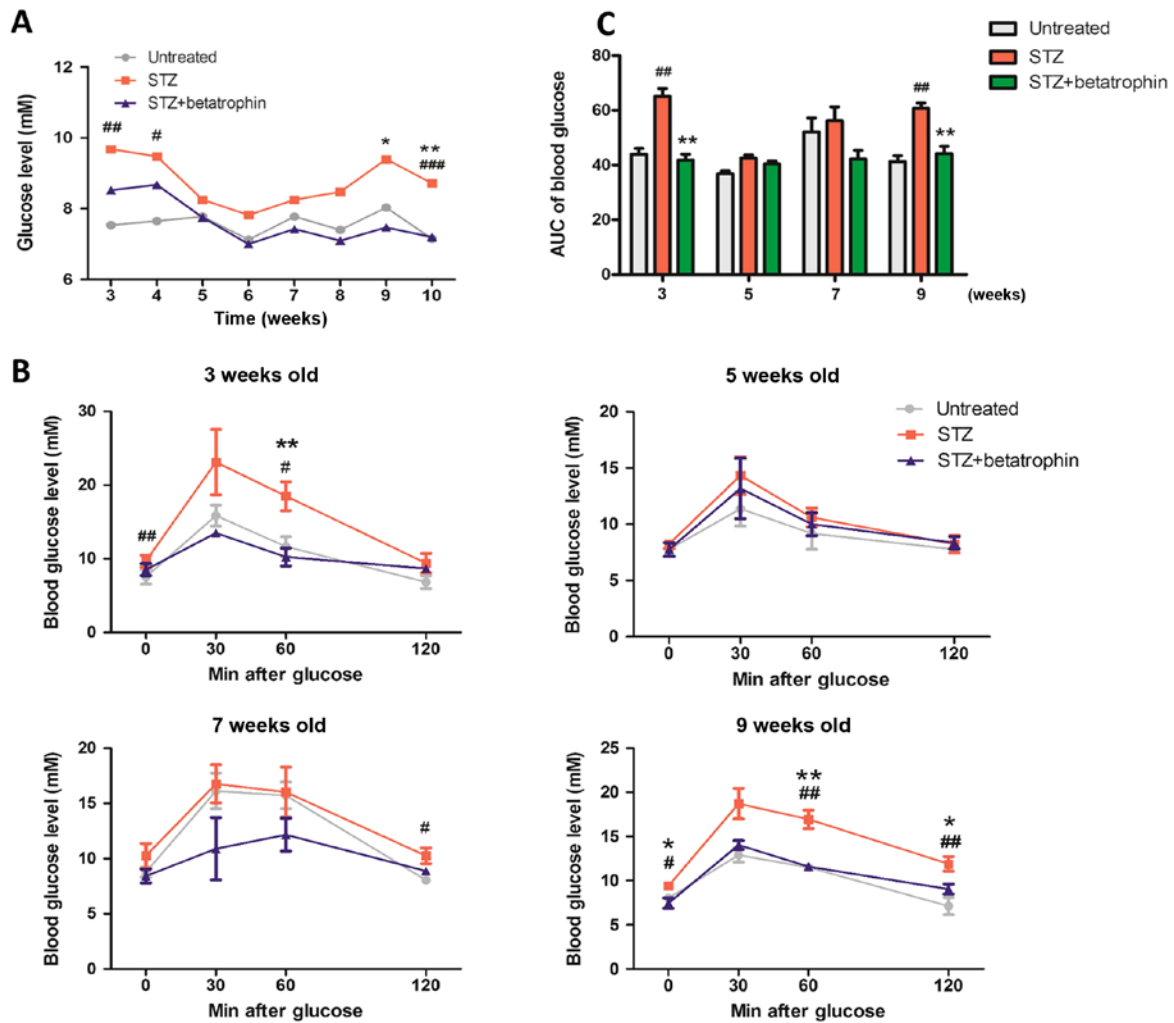 A
Untreated
STZ
STZ+betatrophin
Glucose level (mM)
12
10
8
6
##
#
*
**
###
3 4 5 6 7 8 9 10
Time (weeks)
C
Untreated
STZ
STZ+betatrophin
AUC of blood glucose
80
60
40
20
0
##
**
##
**
3 5 7 9 (weeks)
B
3 weeks old
Blood glucose level (mM)
30
20
10
0
##
**
#
0 30 60 120
Min after glucose
5 weeks old
Untreated
STZ
STZ+betatrophin
Blood glucose level (mM)
20
15
10
5
0
0 30 60 120
Min after glucose
7 weeks old
Blood glucose level (mM)
20
15
10
5
0
#
0 30 60 120
Min after glucose
9 weeks old
Blood glucose level (mM)
25
20
15
10
5
0
*
#
**
##
*
##
0 30 60 120
Min after glucose